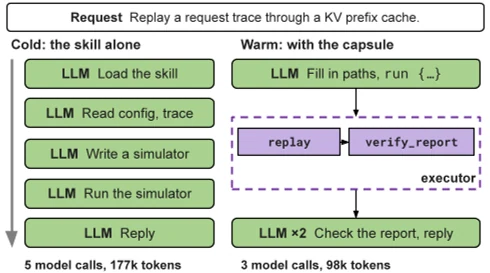 Request Replay a request trace through a KV prefix cache.
Cold: the skill alone
LLM Load the skill
LLM Read config, trace
LLM Write a simulator
LLM Run the simulator
LLM Reply
5 model calls, 177k tokens
Warm: with the capsule
LLM Fill in paths, run {…}
replay
verify_report
executor
LLM ×2 Check the report, reply
3 model calls, 98k tokens